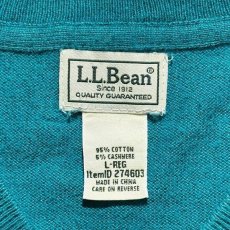 L.L.Bean®
Since 1912
QUALITY GUARANTEED
95% COTTON
5% CASHMERE
L-REG
ItemID 274603
MADE IN CHINA
CARE ON REVERSE